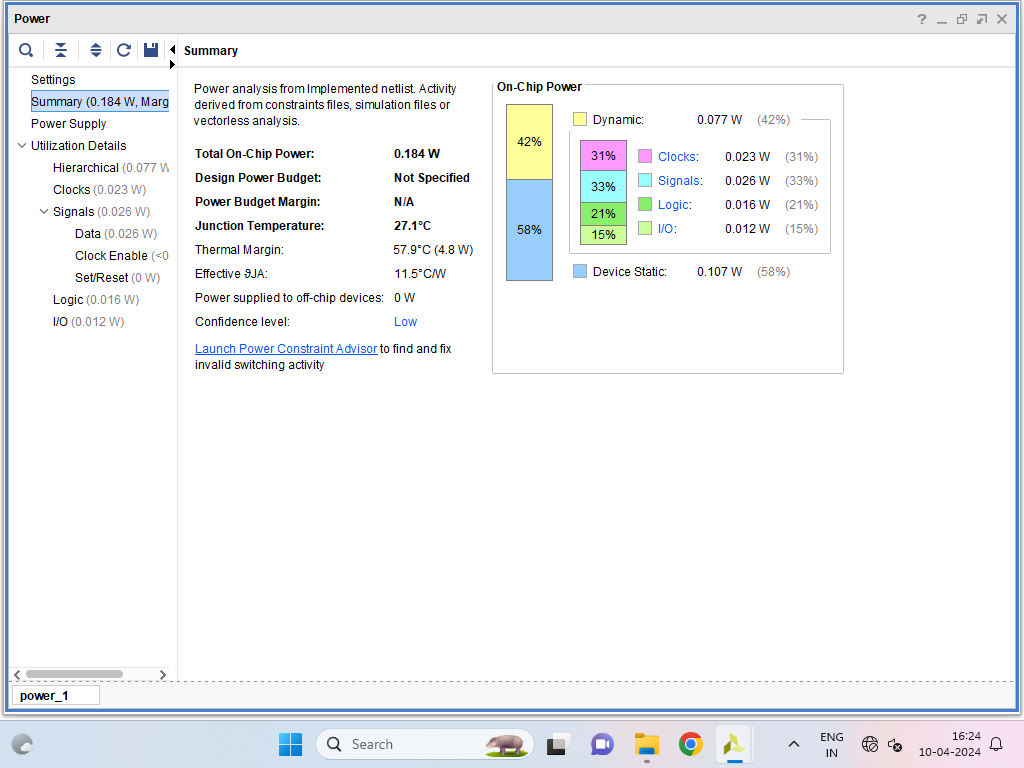 Power
Summary
Settings
Summary (0.184 W, Marg
Power Supply
Utilization Details
Hierarchical (0.077 W
Clocks (0.023 W)
Signals (0.026 W)
Data (0.026 W)
Clock Enable (<0
Set/Reset (0 W)
Logic (0.016 W)
I/O (0.012 W)
Power analysis from Implemented netlist. Activity
derived from constraints files, simulation files or
vectorless analysis.
Total On-Chip Power: 0.184 W
Design Power Budget: Not Specified
Power Budget Margin: N/A
Junction Temperature: 27.1°C
Thermal Margin: 57.9°C (4.8 W)
Effective ϑJA: 11.5°C/W
Power supplied to off-chip devices: 0 W
Confidence level: Low
Launch Power Constraint Advisor to find and fix
invalid switching activity
On-Chip Power
42%
58%
Dynamic: 0.077 W (42%)
31% Clocks: 0.023 W (31%)
33% Signals: 0.026 W (33%)
21% Logic: 0.016 W (21%)
15% I/O: 0.012 W (15%)
Device Static: 0.107 W (58%)
power_1
Search
ENG
IN
16:24
10-04-2024